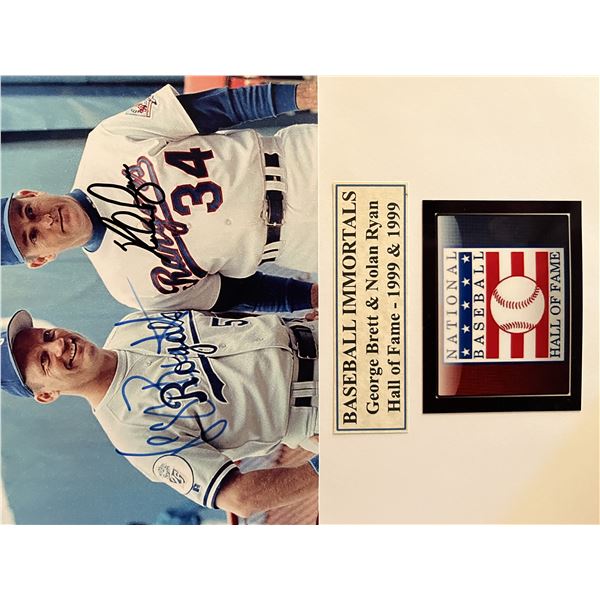 Rangers
34
Royals
5
BASEBALL IMMORTALS
George Brett & Nolan Ryan
Hall of Fame - 1999 & 1999
NATIONAL
BASEBALL
HALL OF FAME